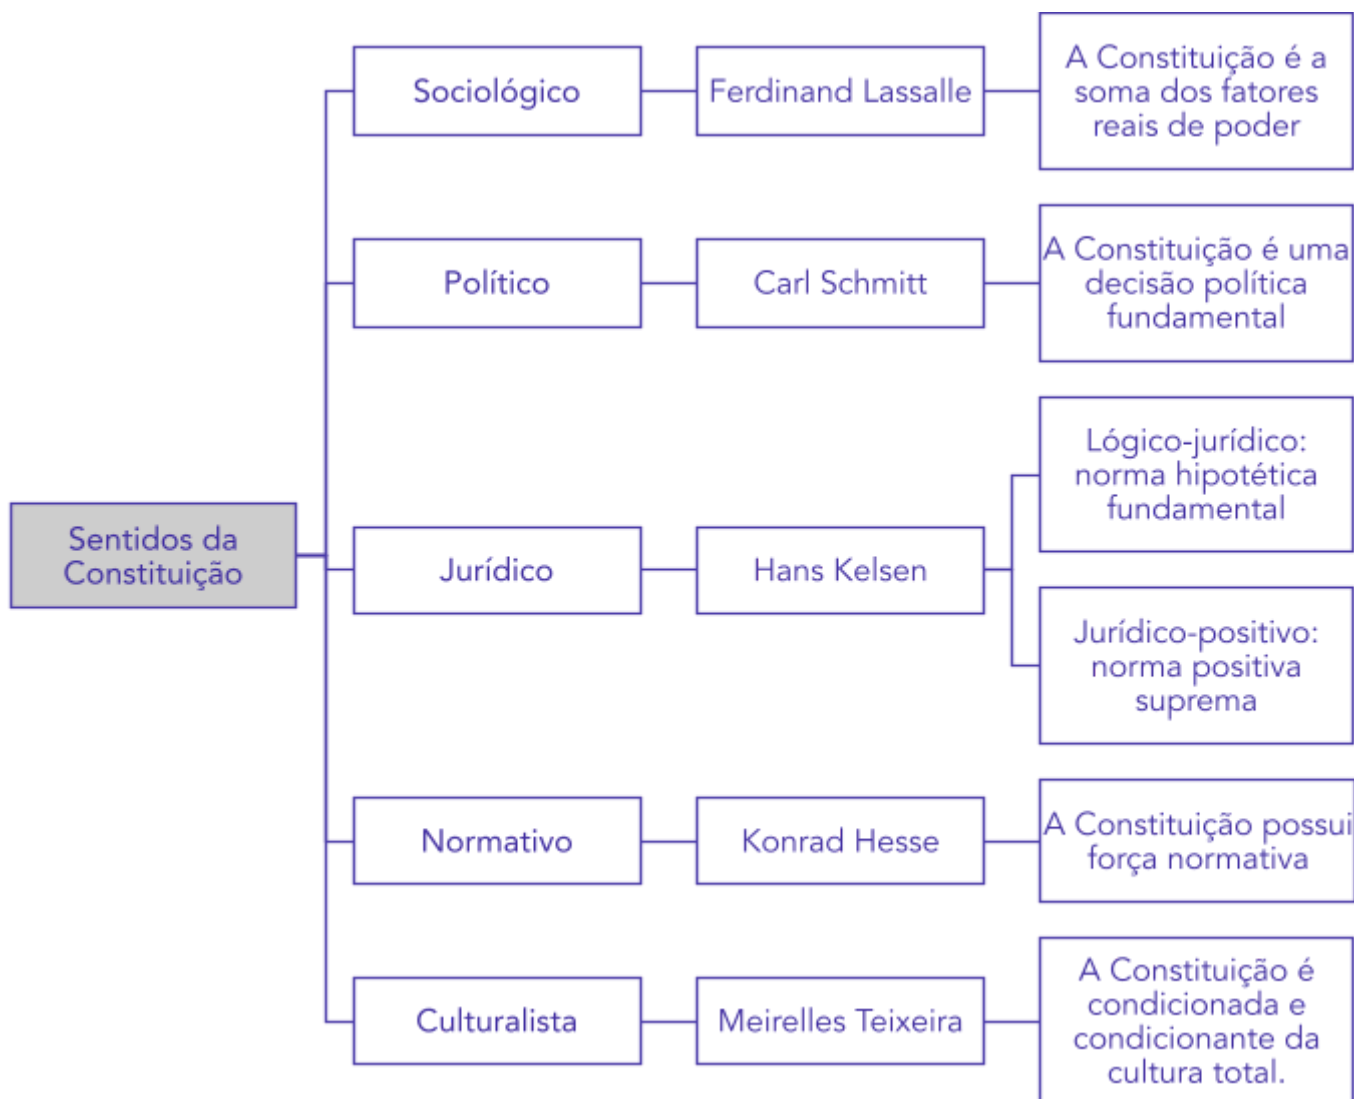 Sentidos da
Constituição
Sociológico
Ferdinand Lassalle
A Constituição é a
soma dos fatores
reais de poder
Político
Carl Schmitt
A Constituição é uma
decisão política
fundamental
Jurídico
Hans Kelsen
Lógico-jurídico:
norma hipotética
fundamental
Jurídico-positivo:
norma positiva
suprema
Normativo
Konrad Hesse
A Constituição possui
força normativa
Culturalista
Meirelles Teixeira
A Constituição é
condicionada e
condicionante da
cultura total.